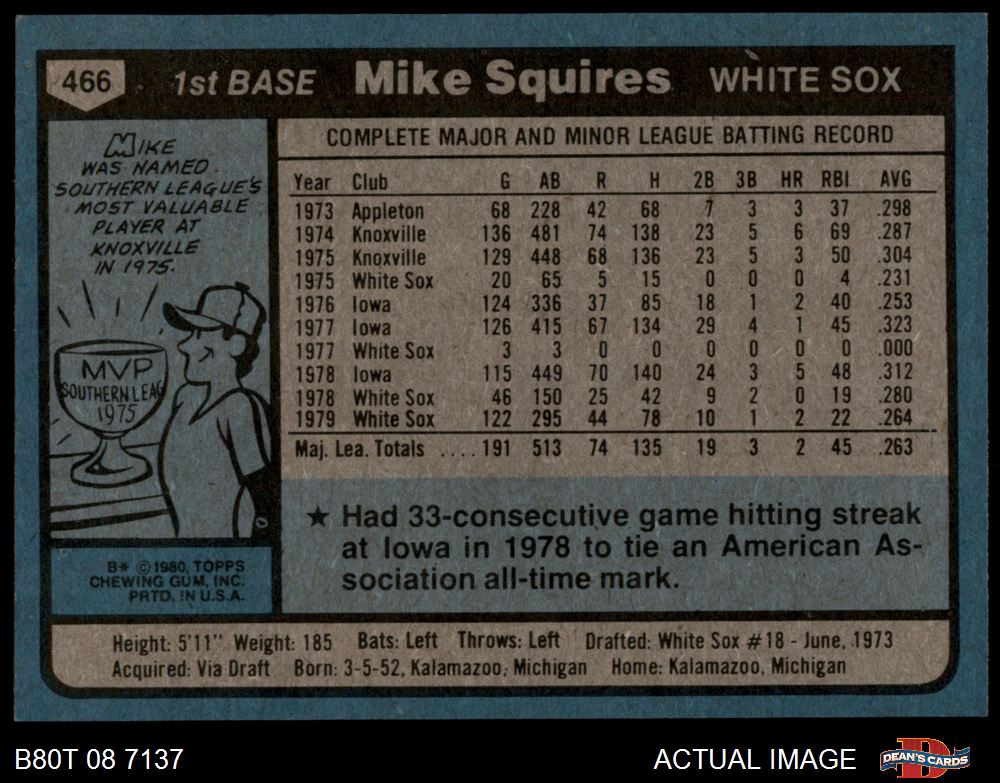 466 1st BASE Mike Squires WHITE SOX
MIKE
WAS NAMED
SOUTHERN LEAGUE'S
MOST VALUABLE
PLAYER AT
KNOXVILLE
IN 1975.
MVP
SOUTHERN LEAG
1975
B* © 1980, TOPPS
CHEWING GUM, INC.
PRTD. IN U.S.A.
COMPLETE MAJOR AND MINOR LEAGUE BATTING RECORD
Year Club G AB R H 2B 3B HR RBI AVG
1973 Appleton 68 228 42 68 7 3 3 37 .298
1974 Knoxville 136 481 74 138 23 5 6 69 .287
1975 Knoxville 129 448 68 136 23 5 3 50 .304
1975 White Sox 20 65 5 15 0 0 0 4 .231
1976 Iowa 124 336 37 85 18 1 2 40 .253
1977 Iowa 126 415 67 134 29 4 1 45 .323
1977 White Sox 3 3 0 0 0 0 0 0 .000
1978 Iowa 115 449 70 140 24 3 5 48 .312
1978 White Sox 46 150 25 42 9 2 0 19 .280
1979 White Sox 122 295 44 78 10 1 2 22 .264
Maj. Lea. Totals ....191 513 74 135 19 3 2 45 .263
★ Had 33-consecutive game hitting streak
at Iowa in 1978 to tie an American As-
sociation all-time mark.
Height: 5'11" Weight: 185 Bats: Left Throws: Left Drafted: White Sox #18 - June, 1973
Acquired: Via Draft Born: 3-5-52, Kalamazoo, Michigan Home: Kalamazoo, Michigan
B80T 08 7137 ACTUAL IMAGE DEAN'S CARDS